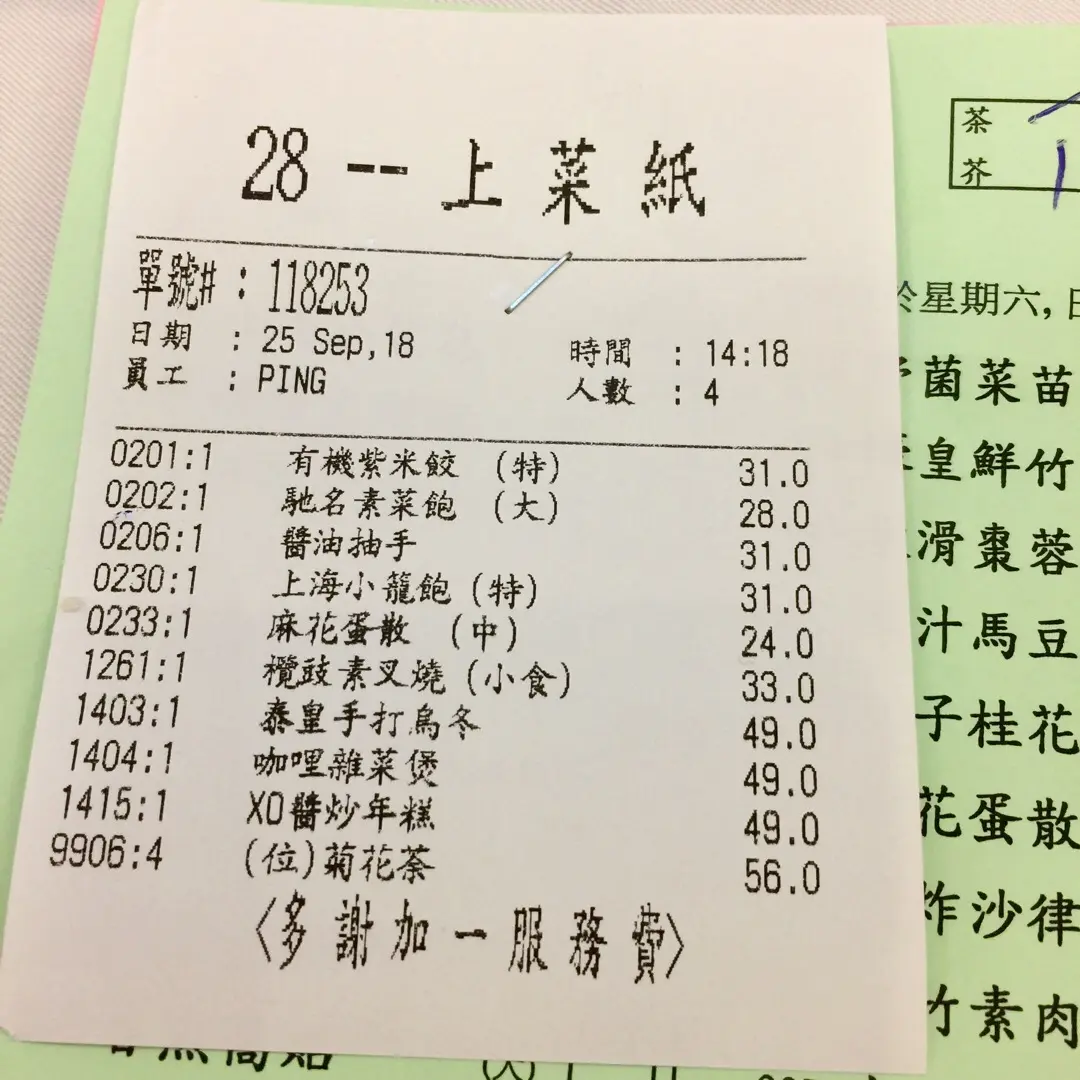 28 -- 上菜紙
單號# : 118253
日期 : 25 Sep,18 時間 : 14:18
員工 : PING 人數 : 4
0201:1 有機紫米餃 (特) 31.0
0202:1 馳名素菜飽 (大) 28.0
0206:1 醬油抽手 31.0
0230:1 上海小籠飽(特) 31.0
0233:1 麻花蛋散 (中) 24.0
1261:1 欖豉素叉燒(小食) 33.0
1403:1 泰皇手打烏冬 49.0
1404:1 咖哩雜菜煲 49.0
1415:1 XO醬炒年糕 49.0
9906:4 (位)菊花茶 56.0
〈多謝加一服務費〉
茶
芥
於星期六,
菌菜苗
皇鮮竹
滑棗蓉
汁馬豆
子桂花
花蛋散
炸沙律
竹素肉